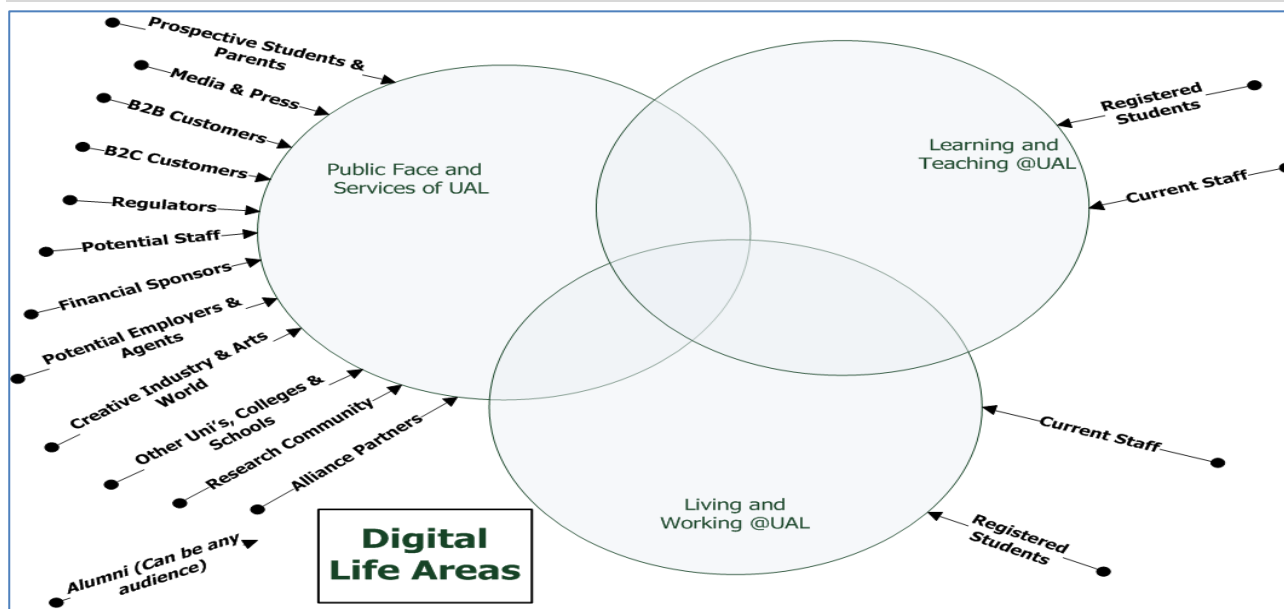 Prospective Students &
Parents
Media & Press
B2B Customers
B2C Customers
Regulators
Potential Staff
Financial Sponsors
Potential Employers &
Agents
Creative Industry & Arts
World
Other Uni's, Colleges &
Schools
Research Community
Alliance Partners
Alumni (Can be any
audience)
Public Face and
Services of UAL
Learning and
Teaching @UAL
Registered
Students
Current Staff
Living and
Working @UAL
Current Staff
Registered
Students
Digital
Life Areas